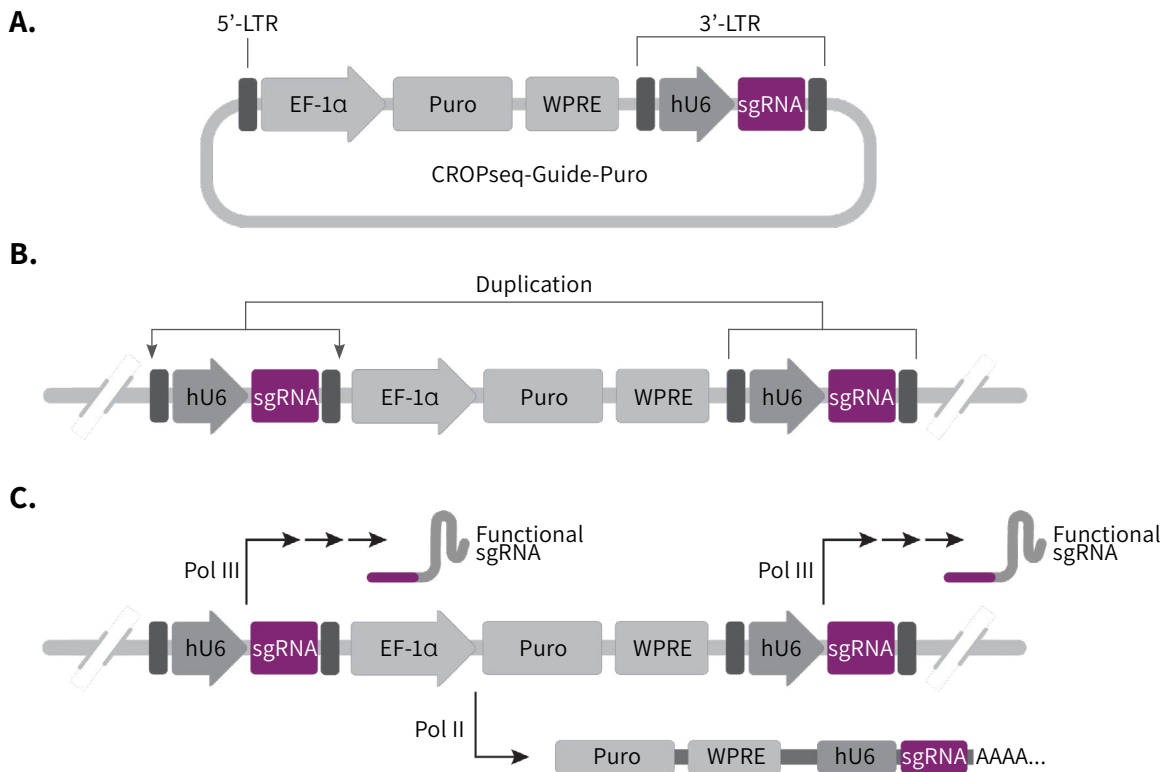 A.
5’-LTR
3’-LTR
EF-1α
Puro
WPRE
hU6
sgRNA
CROPseq-Guide-Puro
B.
Duplication
hU6
sgRNA
EF-1α
Puro
WPRE
hU6
sgRNA
C.
Pol III
Functional
sgRNA
Pol III
Functional
sgRNA
hU6
sgRNA
EF-1α
Puro
WPRE
hU6
sgRNA
Pol II
Puro
WPRE
hU6
sgRNA
AAAA...